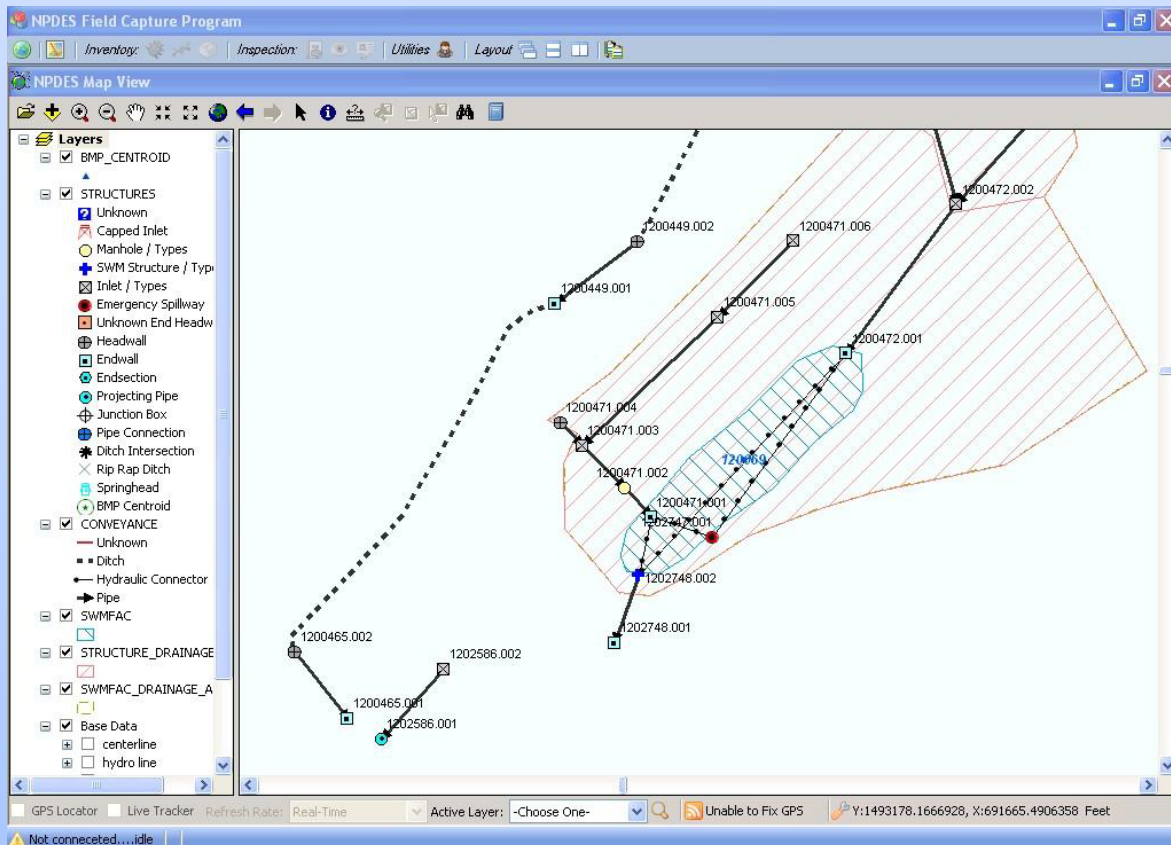 NPDES Field Capture Program
Inventory: Inspection: Utilities Layout
NPDES Map View
Layers
BMP_CENTROID
STRUCTURES
Unknown
Capped Inlet
Manhole / Types
SWM Structure / Typ
Inlet / Types
Emergency Spillway
Unknown End Headw
Headwall
Endwall
Endsection
Projecting Pipe
Junction Box
Pipe Connection
Ditch Intersection
Rip Rap Ditch
Springhead
BMP Centroid
CONVEYANCE
Unknown
Ditch
Hydraulic Connector
Pipe
SWMFAC
STRUCTURE_DRAINAGE
SWMFAC_DRAINAGE_A
Base Data
centerline
hydro line
1200472.002
1200449.002
1200471.006
1200449.001
1200471.005
1200472.001
1200471.004
1200471.003
120069
1200471.002
1200471.001
1202747.001
1202748.002
1202748.001
1200465.002
1202586.002
1200465.001
1202586.001
GPS Locator Live Tracker Refresh Rate: Real-Time Active Layer: -Choose One- Unable to Fix GPS Y:1493178.1666928, X:691665.4906358 Feet
Not conneceted....idle